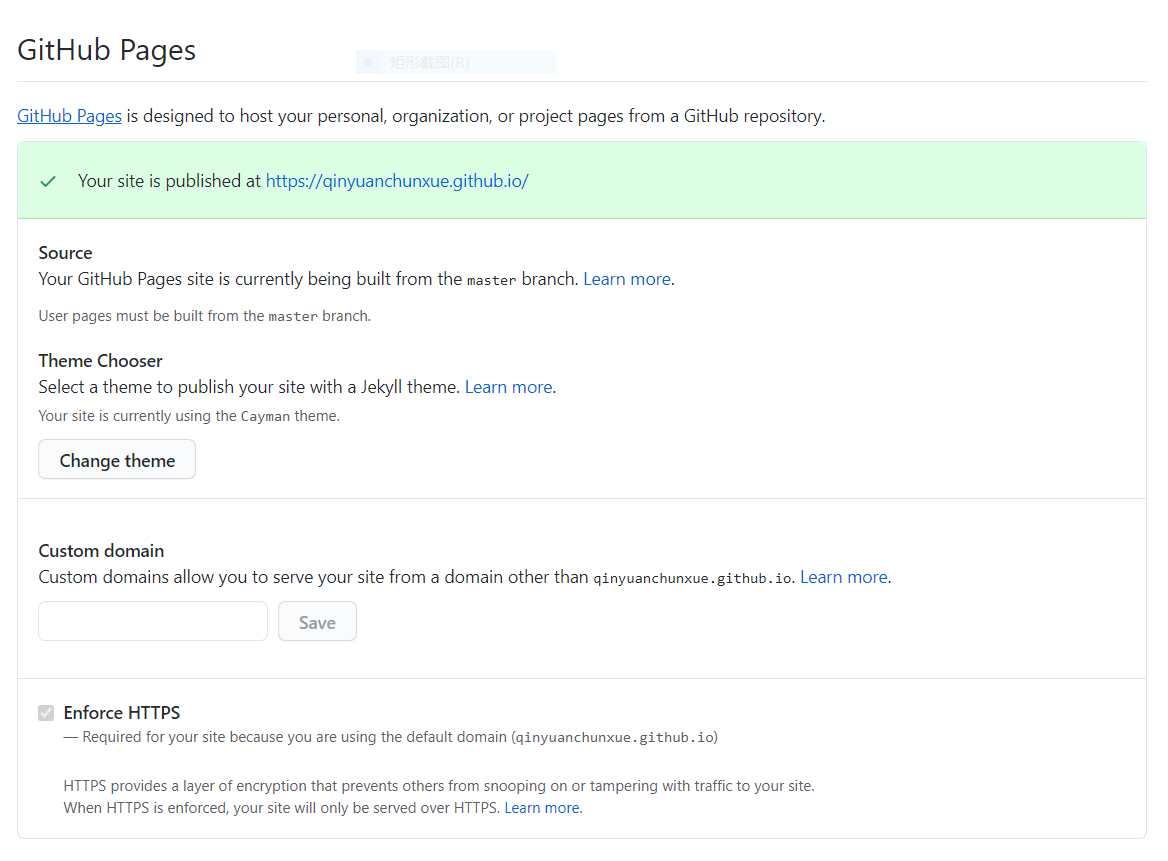 GitHub Pages
矩形截图(R)
GitHub Pages is designed to host your personal, organization, or project pages from a GitHub repository.
Your site is published at https://qinyuanchunxue.github.io/
Source
Your GitHub Pages site is currently being built from the master branch. Learn more.
User pages must be built from the master branch.
Theme Chooser
Select a theme to publish your site with a Jekyll theme. Learn more.
Your site is currently using the Cayman theme.
Change theme
Custom domain
Custom domains allow you to serve your site from a domain other than qinyuanchunxue.github.io. Learn more.
Save
Enforce HTTPS
— Required for your site because you are using the default domain (qinyuanchunxue.github.io)
HTTPS provides a layer of encryption that prevents others from snooping on or tampering with traffic to your site.
When HTTPS is enforced, your site will only be served over HTTPS. Learn more.